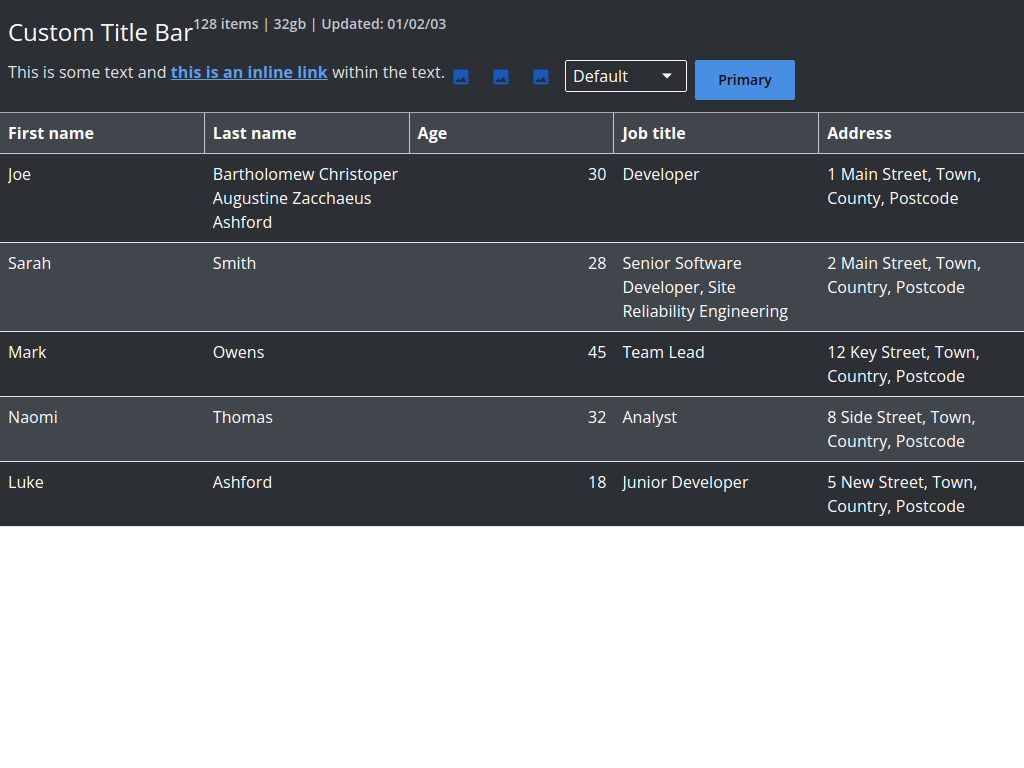 Custom Title Bar 128 items | 32gb | Updated: 01/02/03
This is some text and this is an inline link within the text. Default Primary
First name Last name Age Job title Address
Joe Bartholomew Christoper 30 Developer 1 Main Street, Town,
Augustine Zacchaeus County, Postcode
Ashford
Sarah Smith 28 Senior Software 2 Main Street, Town,
Developer, Site Country, Postcode
Reliability Engineering
Mark Owens 45 Team Lead 12 Key Street, Town,
Country, Postcode
Naomi Thomas 32 Analyst 8 Side Street, Town,
Country, Postcode
Luke Ashford 18 Junior Developer 5 New Street, Town,
Country, Postcode